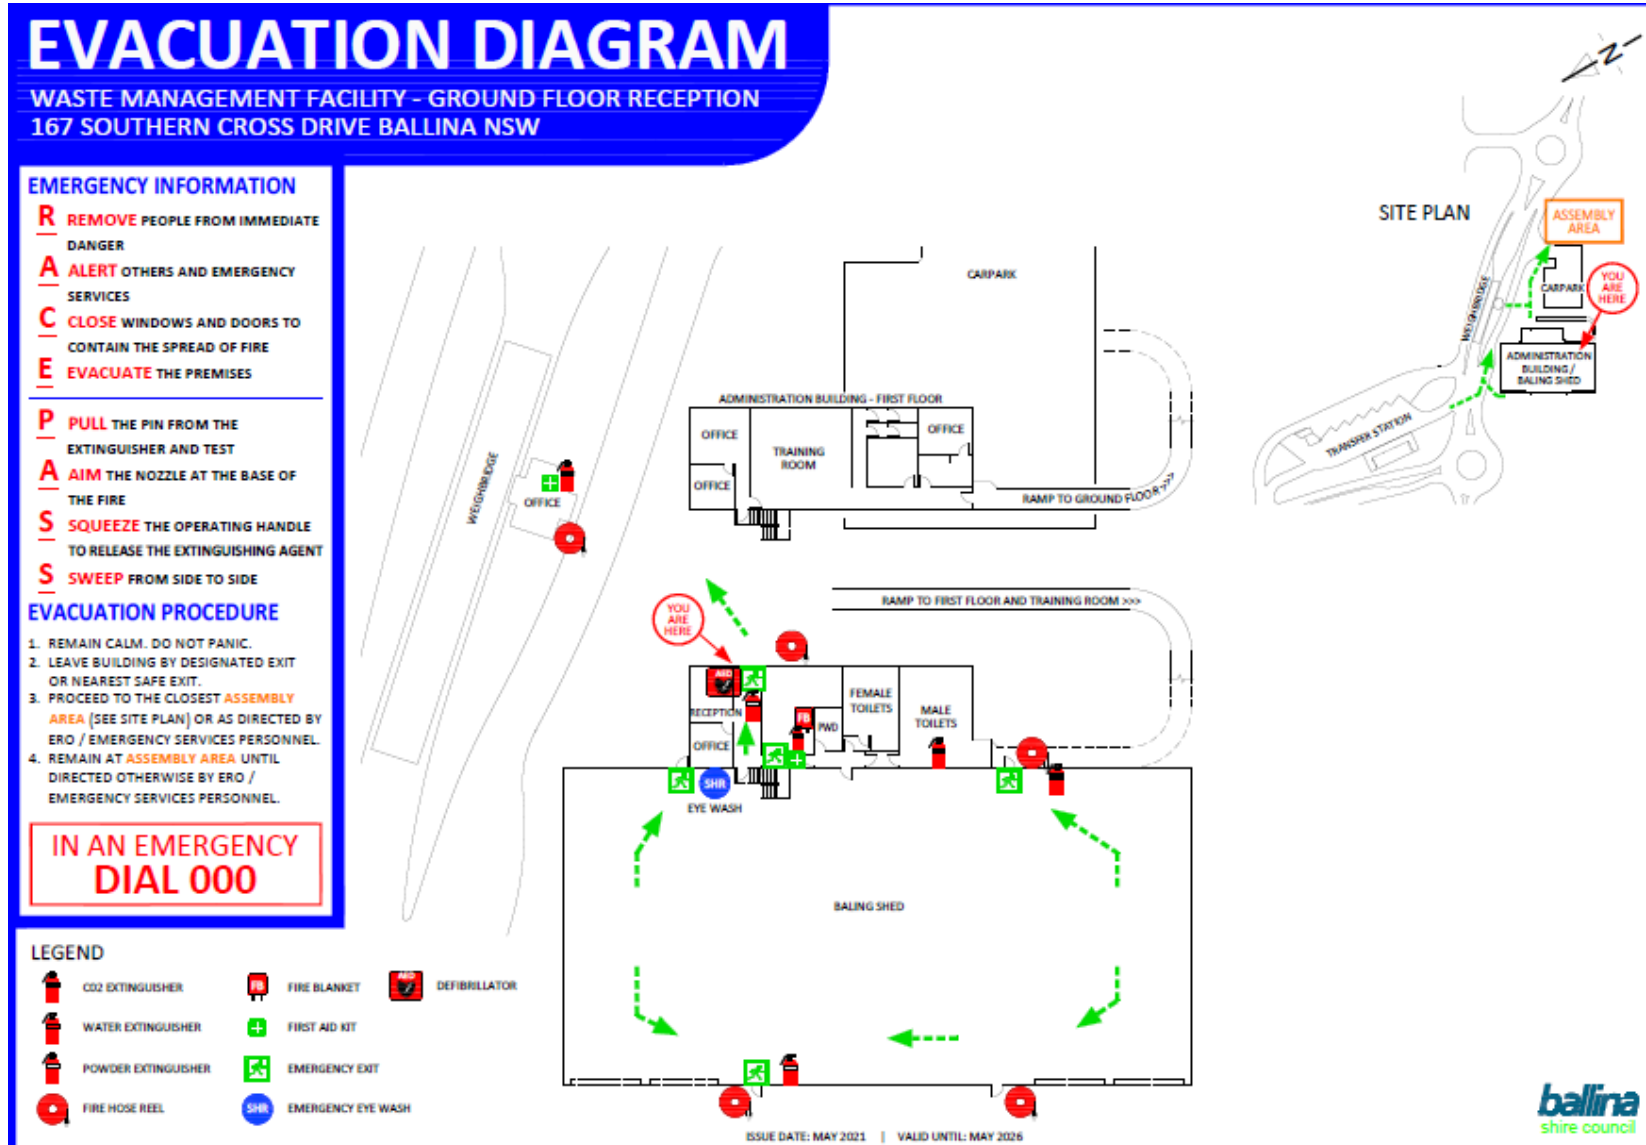 EVACUATION DIAGRAM
WASTE MANAGEMENT FACILITY - GROUND FLOOR RECEPTION
167 SOUTHERN CROSS DRIVE BALLINA NSW
EMERGENCY INFORMATION
R REMOVE PEOPLE FROM IMMEDIATE
DANGER
A ALERT OTHERS AND EMERGENCY
SERVICES
C CLOSE WINDOWS AND DOORS TO
CONTAIN THE SPREAD OF FIRE
E EVACUATE THE PREMISES
P PULL THE PIN FROM THE
EXTINGUISHER AND TEST
A AIM THE NOZZLE AT THE BASE OF
THE FIRE
S SQUEEZE THE OPERATING HANDLE
TO RELEASE THE EXTINGUISHING AGENT
S SWEEP FROM SIDE TO SIDE
EVACUATION PROCEDURE
1. REMAIN CALM. DO NOT PANIC.
2. LEAVE BUILDING BY DESIGNATED EXIT
OR NEAREST SAFE EXIT.
3. PROCEED TO THE CLOSEST ASSEMBLY
AREA (SEE SITE PLAN) OR AS DIRECTED BY
ERO / EMERGENCY SERVICES PERSONNEL.
4. REMAIN AT ASSEMBLY AREA UNTIL
DIRECTED OTHERWISE BY ERO /
EMERGENCY SERVICES PERSONNEL.
IN AN EMERGENCY
DIAL 000
LEGEND
C02 EXTINGUISHER
WATER EXTINGUISHER
POWDER EXTINGUISHER
FIRE HOSE REEL
FB FIRE BLANKET
FIRST AID KIT
EMERGENCY EXIT
SHR EMERGENCY EYE WASH
AED DEFIBRILLATOR
WEIGHBRIDGE
OFFICE
CARPARK
ADMINISTRATION BUILDING - FIRST FLOOR
OFFICE
TRAINING
ROOM
OFFICE
OFFICE
RAMP TO GROUND FLOOR >>>
RAMP TO FIRST FLOOR AND TRAINING ROOM >>>
YOU
ARE
HERE
AED
RECEPTION
OFFICE
FB
PWD
FEMALE
TOILETS
MALE
TOILETS
SHR
EYE WASH
BALING SHED
ISSUE DATE: MAY 2021 | VALID UNTIL: MAY 2026
N
SITE PLAN
ASSEMBLY
AREA
YOU
ARE
HERE
CARPARK
WEIGHBRIDGE
ADMINISTRATION
BUILDING /
BALING SHED
TRANSFER STATION
ballina
shire council